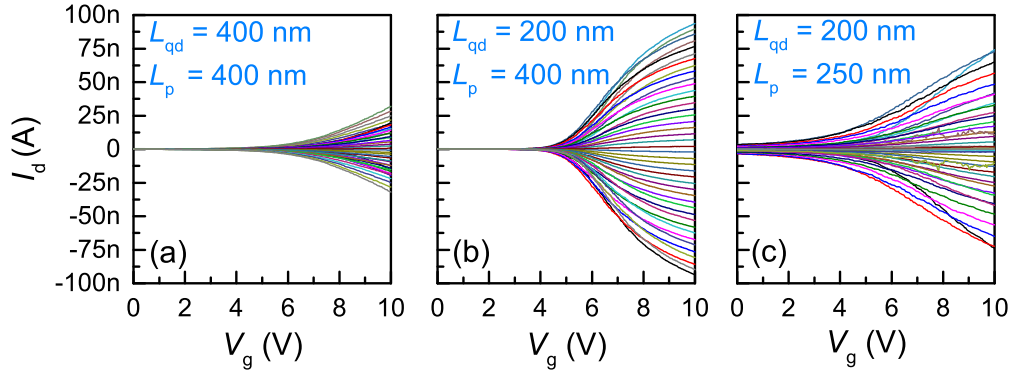 100n
75n
50n
25n
0
-25n
-50n
-75n
-100n
I_d (A)
L_qd = 400 nm
L_p = 400 nm
(a)
0 2 4 6 8 10
V_g (V)
L_qd = 200 nm
L_p = 400 nm
(b)
0 2 4 6 8 10
V_g (V)
L_qd = 200 nm
L_p = 250 nm
(c)
0 2 4 6 8 10
V_g (V)